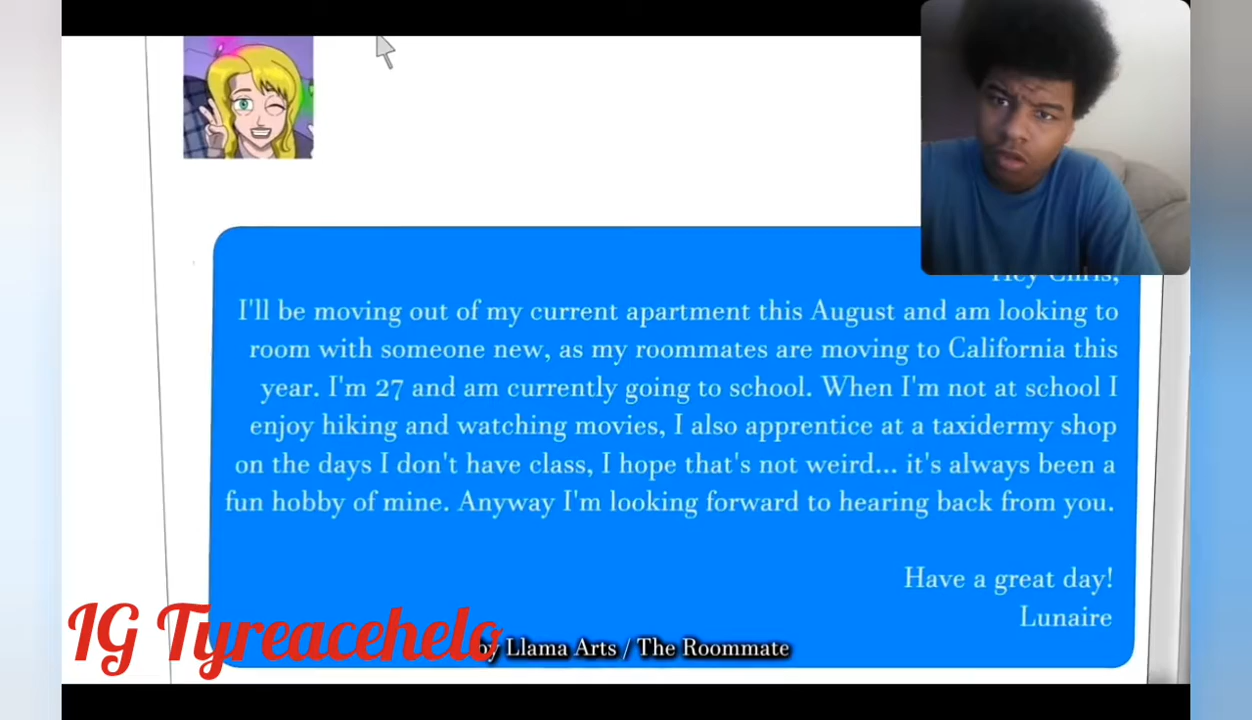 Hey Chris,
I'll be moving out of my current apartment this August and am looking to
room with someone new, as my roommates are moving to California this
year. I'm 27 and am currently going to school. When I'm not at school I
enjoy hiking and watching movies, I also apprentice at a taxidermy shop
on the days I don't have class, I hope that's not weird... it's always been a
fun hobby of mine. Anyway I'm looking forward to hearing back from you.
Have a great day!
Lunaire
IG Tyreacehelo
by Llama Arts / The Roommate